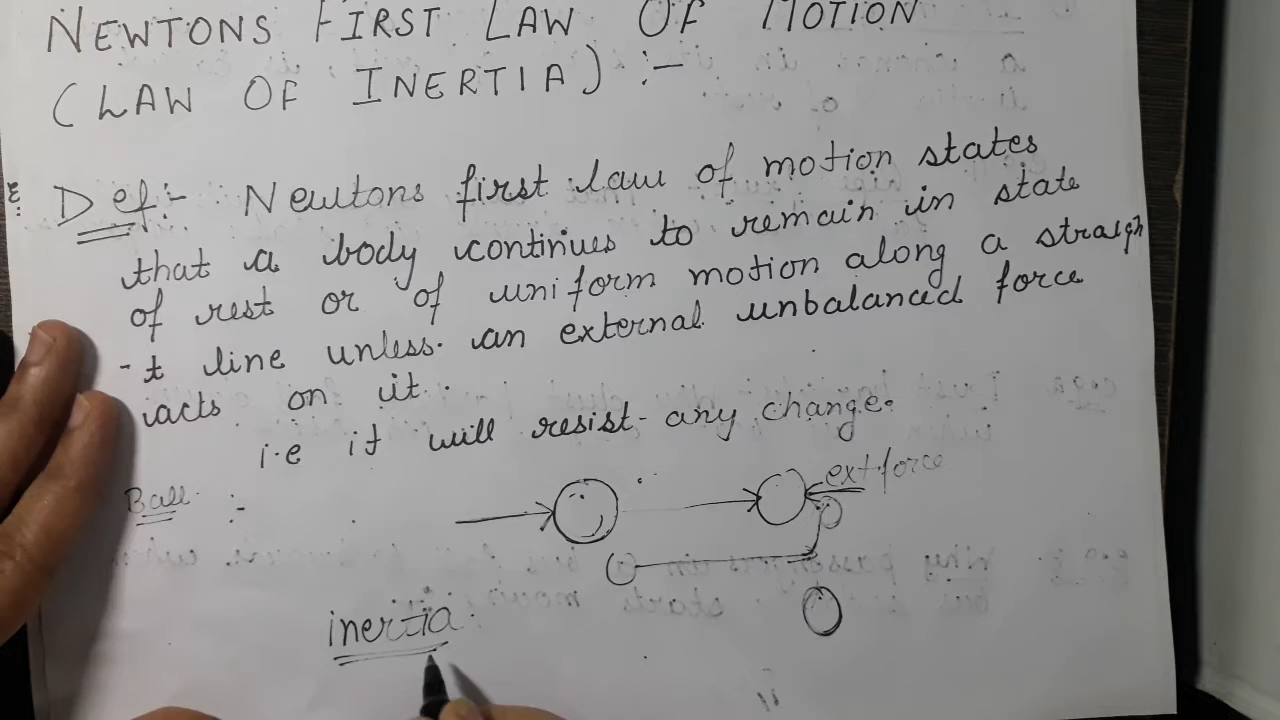 NEWTONS FIRST LAW OF MOTION
(LAW OF INERTIA) :-
Def:- Newtons first law of motion states
that a body continues to remain in state
of rest or of uniform motion along a straigh
-t line unless an external unbalanced force
acts on it.
i.e it will resist any change.
Ball :-
ext.force
inertia